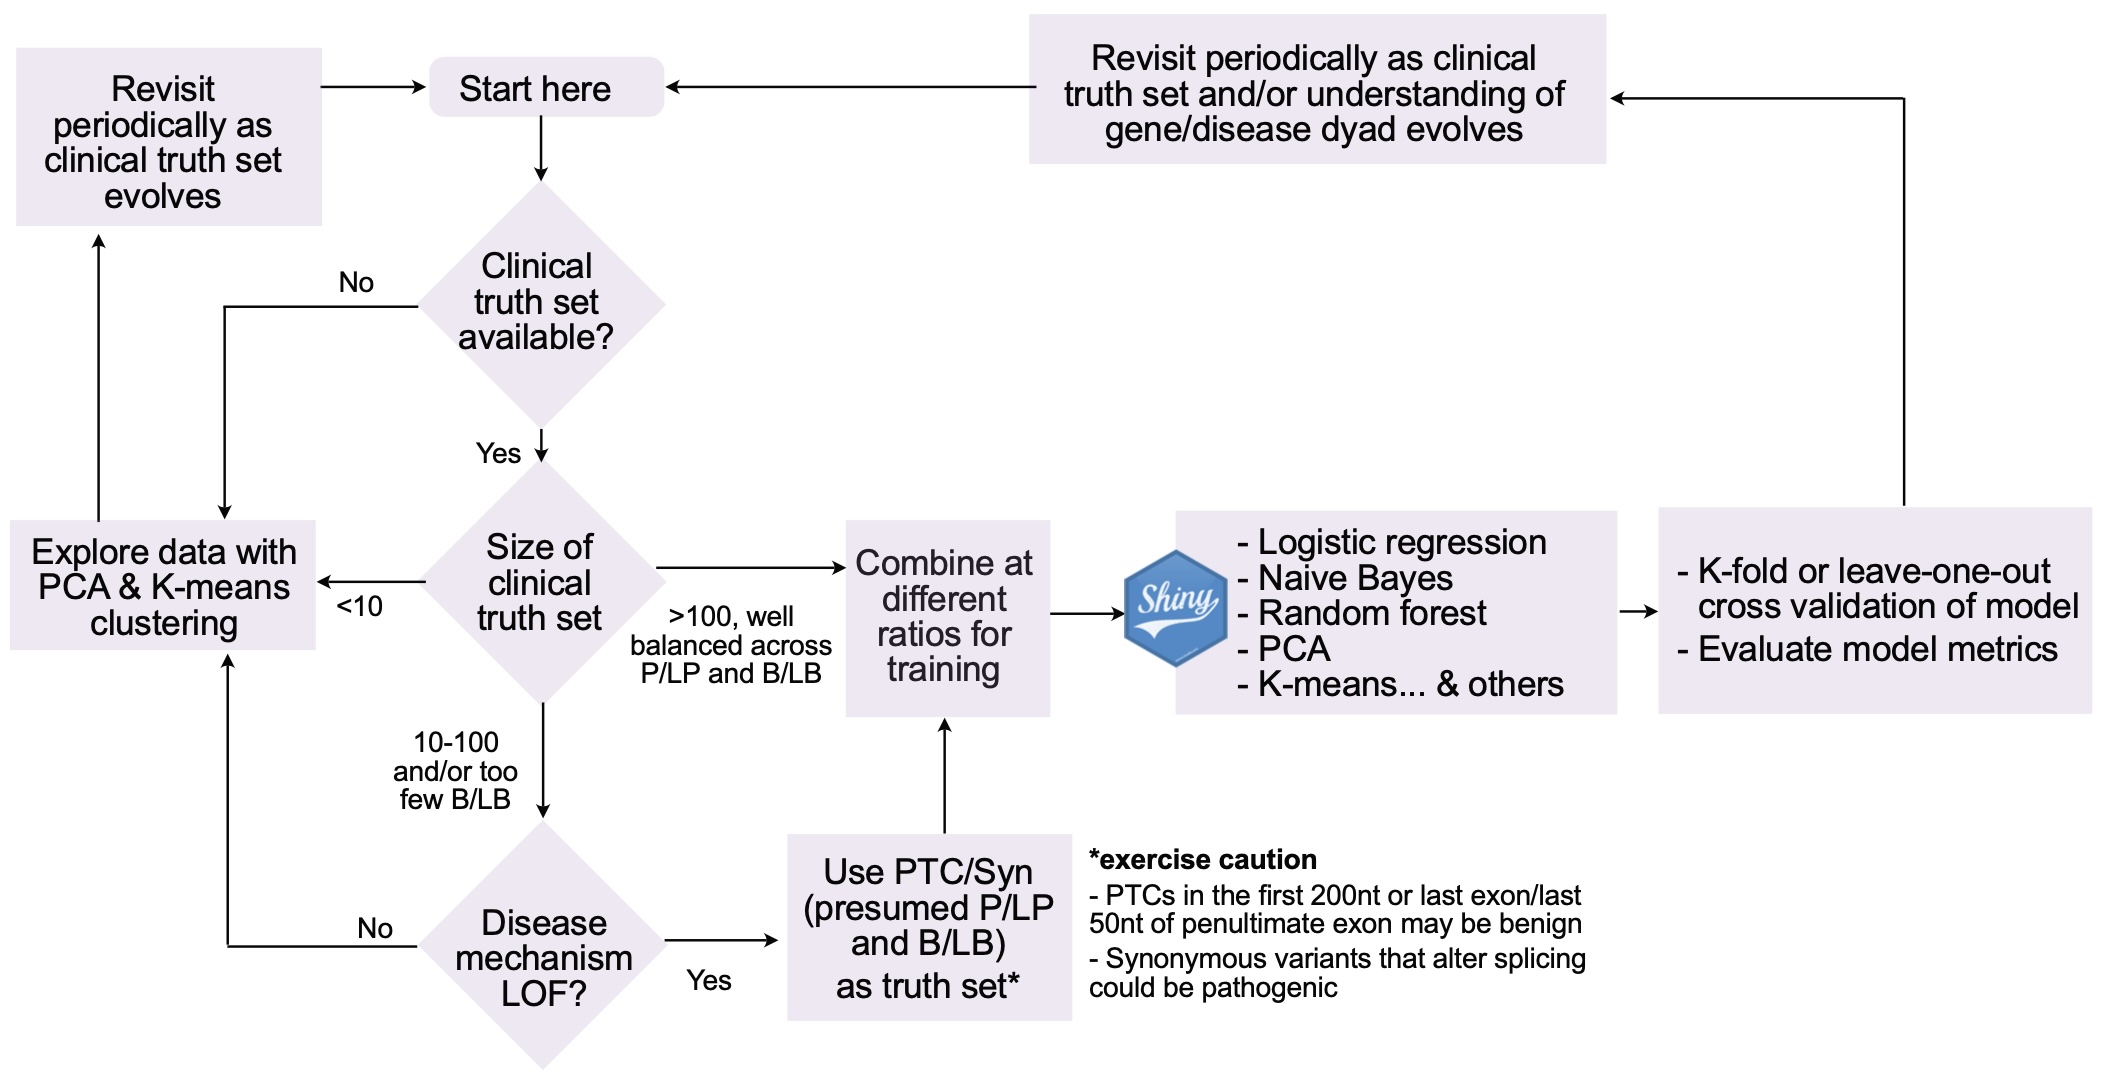 Revisit
periodically as
clinical truth set
evolves
Start here
Revisit periodically as clinical
truth set and/or understanding of
gene/disease dyad evolves
Clinical
truth set
available?
No
Yes
Explore data with
PCA & K-means
clustering
<10
Size of
clinical
truth set
>100, well
balanced across
P/LP and B/LB
Combine at
different
ratios for
training
Shiny
- Logistic regression
- Naive Bayes
- Random forest
- PCA
- K-means... & others
- K-fold or leave-one-out
cross validation of model
- Evaluate model metrics
10-100
and/or too
few B/LB
No
Disease
mechanism
LOF?
Yes
Use PTC/Syn
(presumed P/LP
and B/LB)
as truth set*
*exercise caution
- PTCs in the first 200nt or last exon/last
50nt of penultimate exon may be benign
- Synonymous variants that alter splicing
could be pathogenic